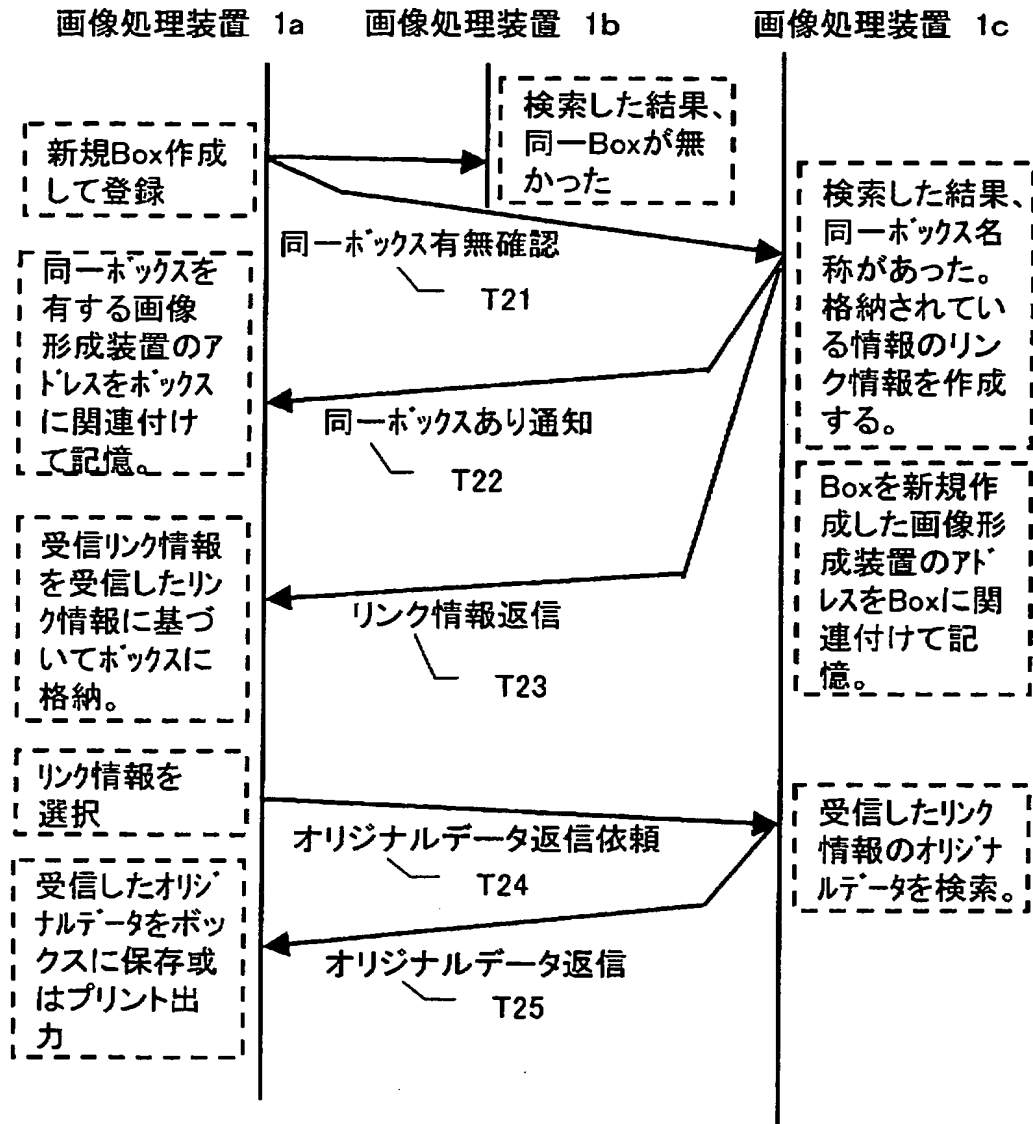 画像処理装置 1a 画像処理装置 1b 画像処理装置 1c
新規Box作成
して登録
検索した結果、
同一Boxが無
かった
同一ボックス有無確認
T21
検索した結果、
同一ボックス名
称があった。
格納されてい
る情報のリン
ク情報を作成
する。
同一ボックスを
有する画像
形成装置のア
ドレスをボックス
に関連付け
て記憶。
同一ボックスあり通知
T22
Boxを新規作
成した画像形
成装置のアド
レスをBoxに関
連付けて記
憶。
受信リンク情報
を受信したリン
ク情報に基づ
いてボックスに
格納。
リンク情報返信
T23
リンク情報を
選択
オリジナルデータ返信依頼
T24
受信したリンク
情報のオリジナ
ルデータを検索。
受信したオリジ
ナルデータをボッ
クスに保存或
はプリント出
力
オリジナルデータ返信
T25